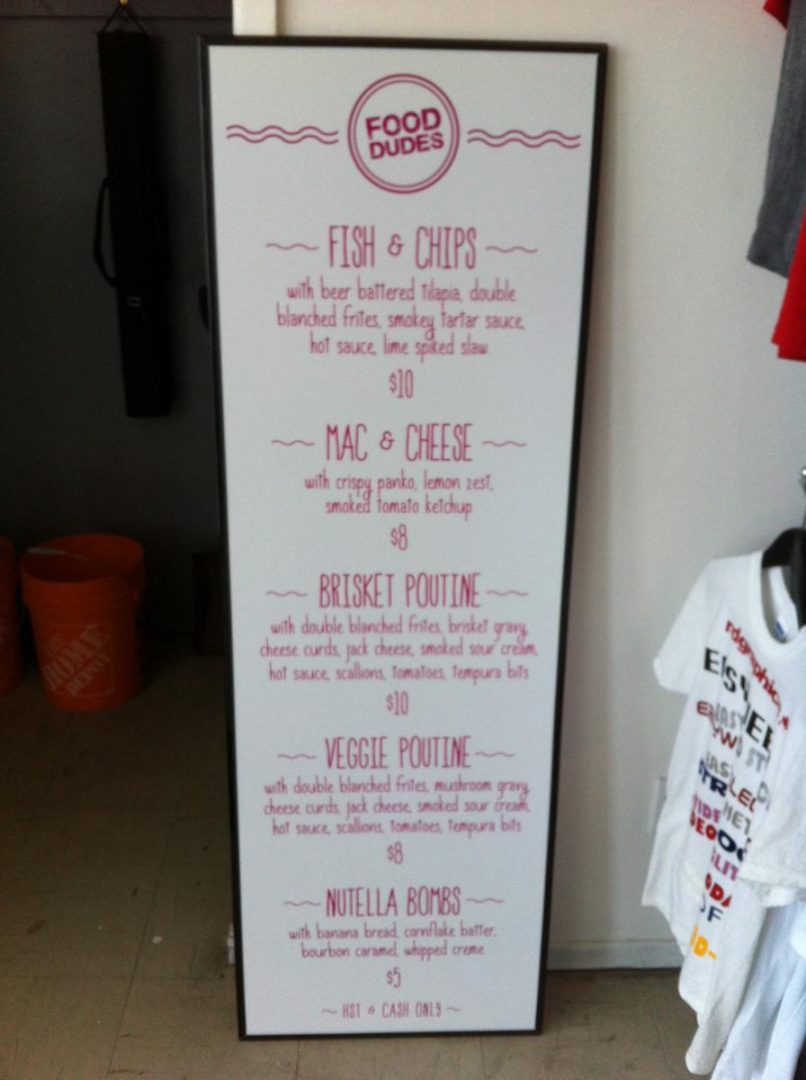 FOOD
DUDES
FISH & CHIPS
with beer battered tilapia, double
blanched frites, smokey tartar sauce,
hot sauce, lime spiked slaw
$10
MAC & CHEESE
with crispy panko, lemon zest,
smoked tomato ketchup
$8
BRISKET POUTINE
with double blanched frites, brisket gravy,
cheese curds, jack cheese, smoked sour cream,
hot sauce, scallions, tomatoes, tempura bits
$10
VEGGIE POUTINE
with double blanched frites, mushroom gravy,
cheese curds, jack cheese, smoked sour cream,
hot sauce, scallions, tomatoes, tempura bits
$8
NUTELLA BOMBS
with banana bread, cornflake batter,
bourbon caramel, whipped creme
$5
~ HST & CASH ONLY ~
THE
HOME
DEPOT